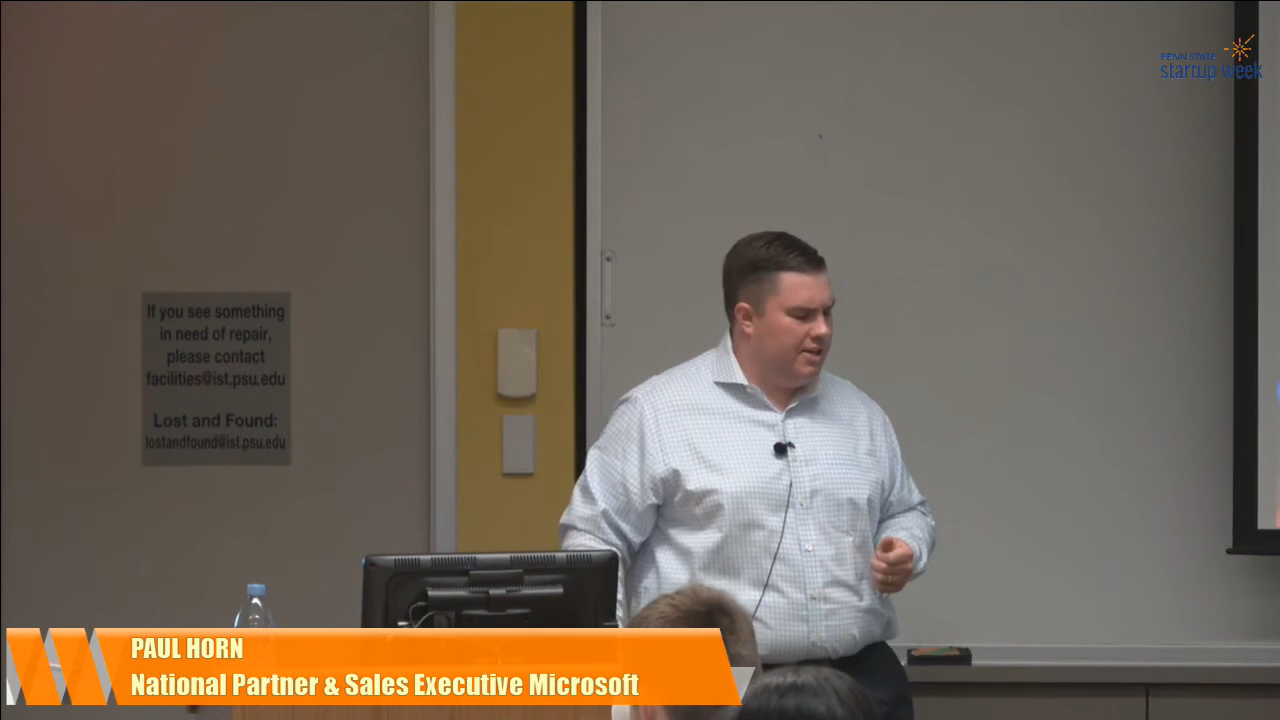 PENN STATE
startup week
If you see something
in need of repair,
please contact
facilities@ist.psu.edu
Lost and Found:
lostandfound@ist.psu.edu
PAUL HORN
National Partner & Sales Executive Microsoft